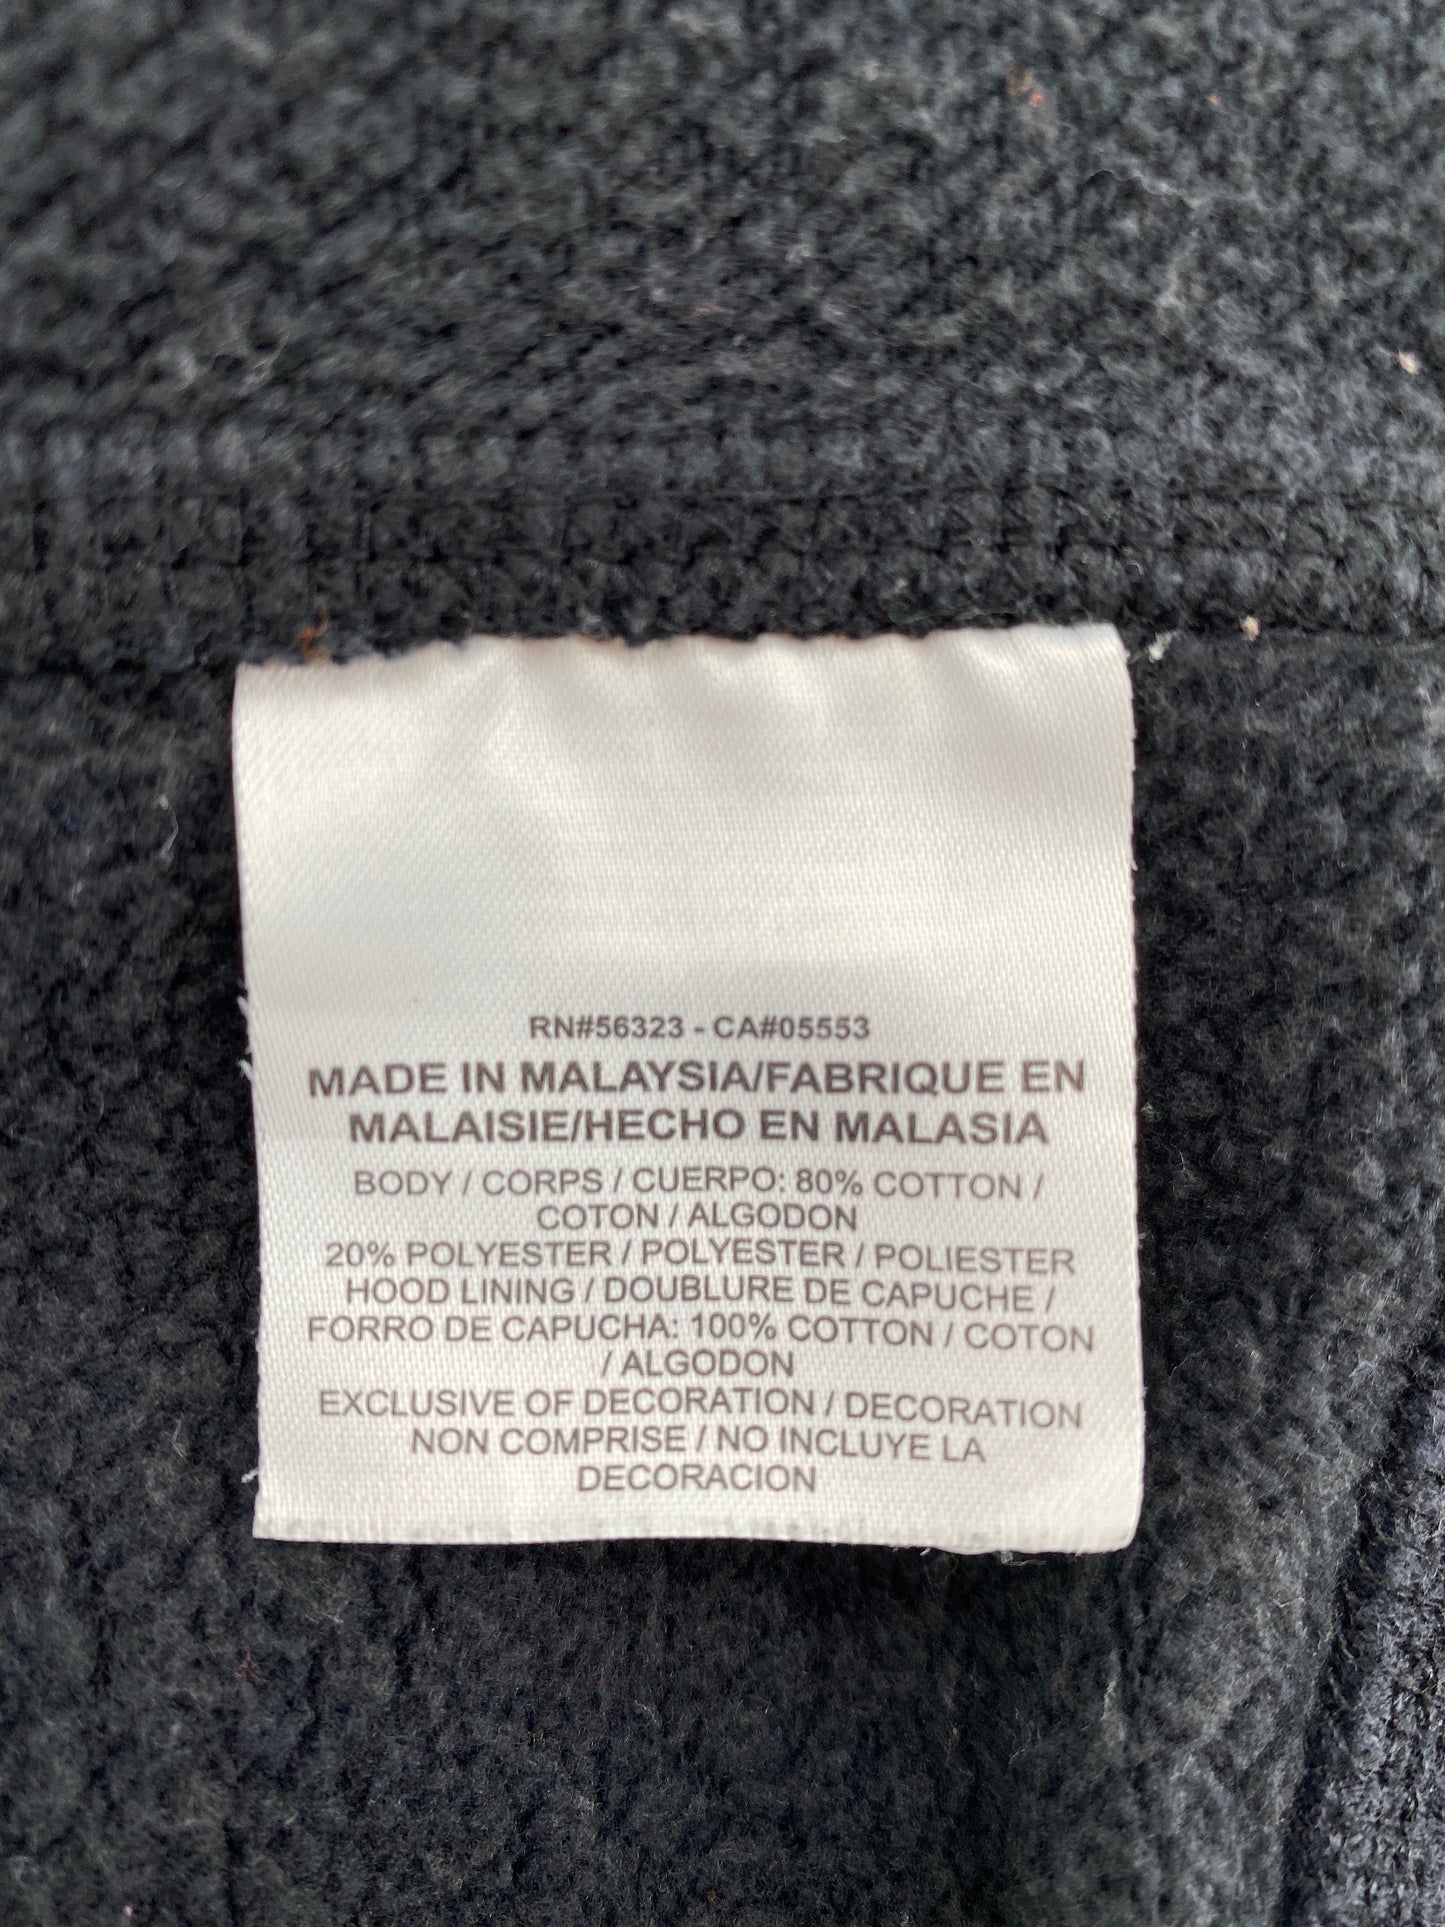 RN#56323 - CA#05553
MADE IN MALAYSIA/FABRIQUE EN
MALAISIE/HECHO EN MALASIA
BODY / CORPS / CUERPO: 80% COTTON /
COTON / ALGODON
20% POLYESTER / POLYESTER / POLIESTER
HOOD LINING / DOUBLURE DE CAPUCHE /
FORRO DE CAPUCHA: 100% COTTON / COTON
/ ALGODON
EXCLUSIVE OF DECORATION / DECORATION
NON COMPRISE / NO INCLUYE LA
DECORACION